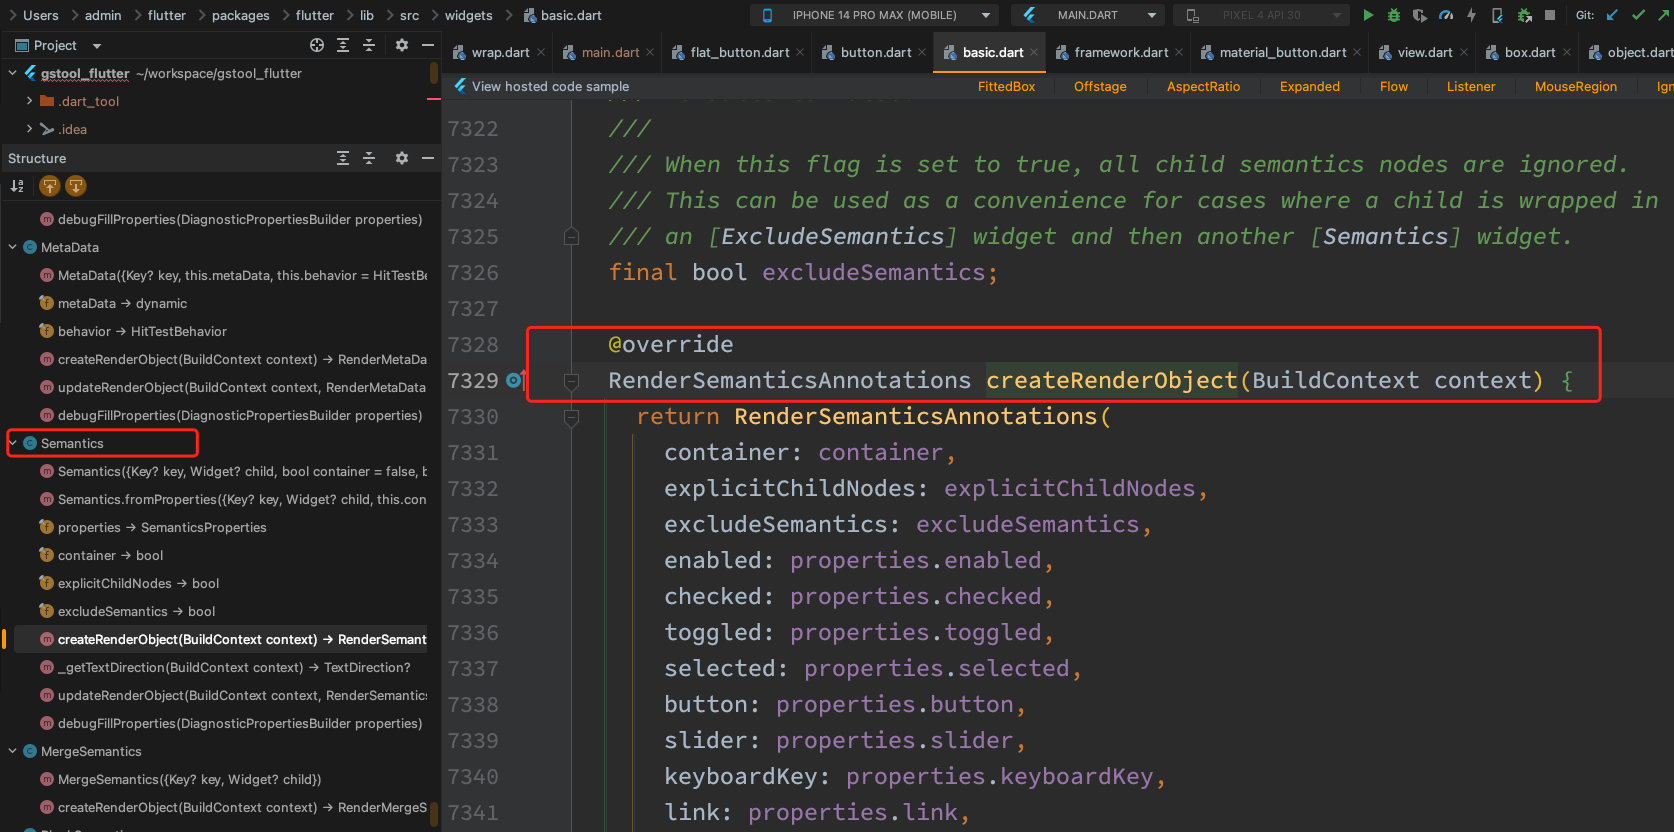 Users > admin > flutter > packages > flutter > lib > src > widgets > basic.dart
IPHONE 14 PRO MAX (MOBILE)
MAIN.DART
PIXEL 4 API 30
Git:
Project
wrap.dart
main.dart
flat_button.dart
button.dart
basic.dart
framework.dart
material_button.dart
view.dart
box.dart
object.dart
gstool_flutter ~/workspace/gstool_flutter
.dart_tool
.idea
View hosted code sample
FittedBox
Offstage
AspectRatio
Expanded
Flow
Listener
MouseRegion
Ign
Structure
debugFillProperties(DiagnosticPropertiesBuilder properties)
MetaData
MetaData({Key? key, this.metaData, this.behavior = HitTestBe
metaData → dynamic
behavior → HitTestBehavior
createRenderObject(BuildContext context) → RenderMetaDa
updateRenderObject(BuildContext context, RenderMetaData
debugFillProperties(DiagnosticPropertiesBuilder properties)
Semantics
Semantics({Key? key, Widget? child, bool container = false, b
Semantics.fromProperties({Key? key, Widget? child, this.con
properties → SemanticsProperties
container → bool
explicitChildNodes → bool
excludeSemantics → bool
createRenderObject(BuildContext context) → RenderSemant
_getTextDirection(BuildContext context) → TextDirection?
updateRenderObject(BuildContext context, RenderSemantics
debugFillProperties(DiagnosticPropertiesBuilder properties)
MergeSemantics
MergeSemantics({Key? key, Widget? child})
createRenderObject(BuildContext context) → RenderMergeS
7322 ///
7323 /// When this flag is set to true, all child semantics nodes are ignored.
7324 /// This can be used as a convenience for cases where a child is wrapped in
7325 /// an [ExcludeSemantics] widget and then another [Semantics] widget.
7326 final bool excludeSemantics;
7327
7328 @override
7329 RenderSemanticsAnnotations createRenderObject(BuildContext context) {
7330 return RenderSemanticsAnnotations(
7331 container: container,
7332 explicitChildNodes: explicitChildNodes,
7333 excludeSemantics: excludeSemantics,
7334 enabled: properties.enabled,
7335 checked: properties.checked,
7336 toggled: properties.toggled,
7337 selected: properties.selected,
7338 button: properties.button,
7339 slider: properties.slider,
7340 keyboardKey: properties.keyboardKey,
7341 link: properties.link,